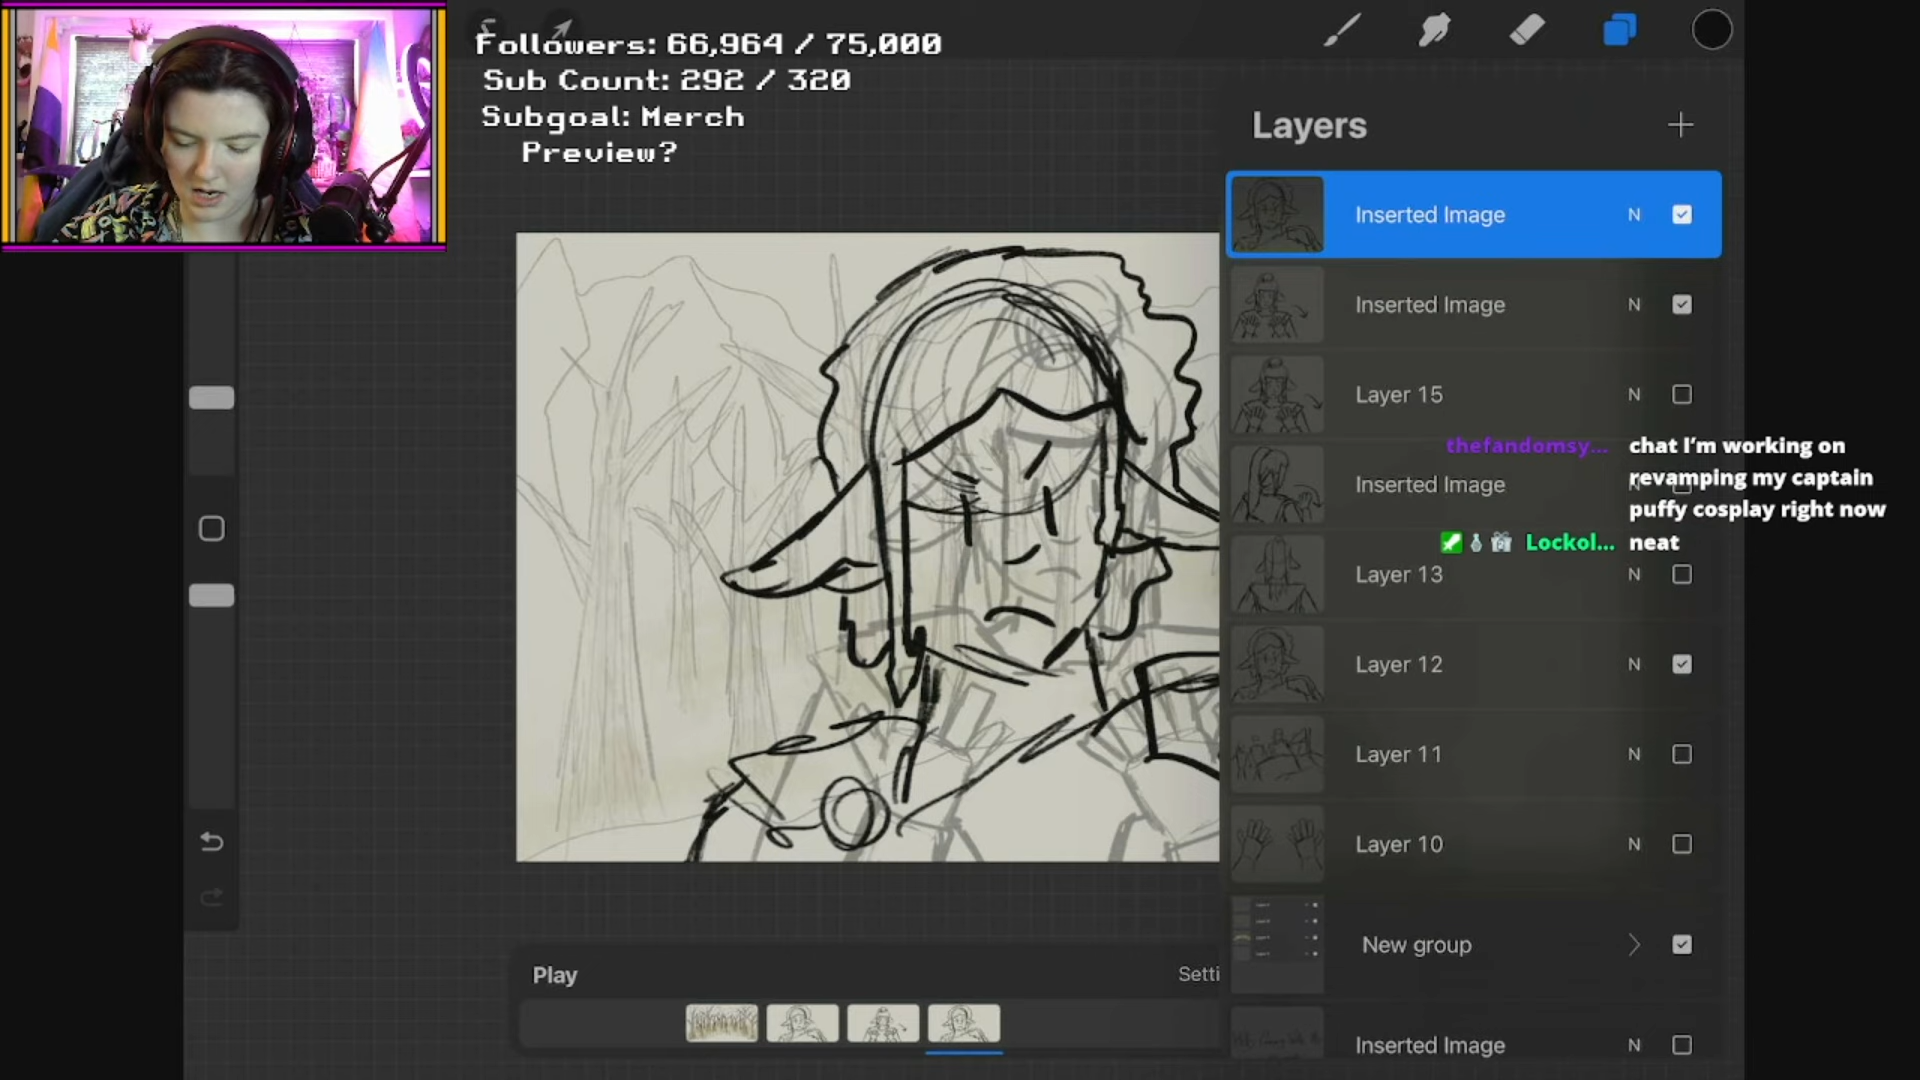 Followers: 66,964 / 75,000
Sub Count: 292 / 320
Subgoal: Merch
Preview?
Layers
Inserted Image N
Inserted Image N
Layer 15 N
thefandomsy... chat I'm working on
revamping my captain
puffy cosplay right now
Inserted Image
Lockol... neat
Layer 13 N
Layer 12 N
Layer 11 N
Layer 10 N
New group
Inserted Image N
Play
Setti